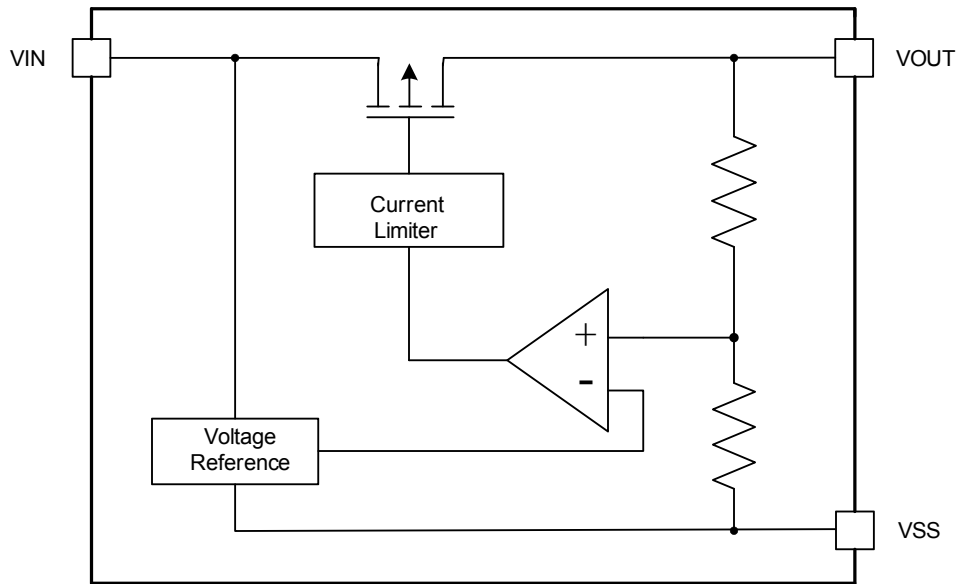 VIN
VOUT
Current
Limiter
+
-
Voltage
Reference
VSS